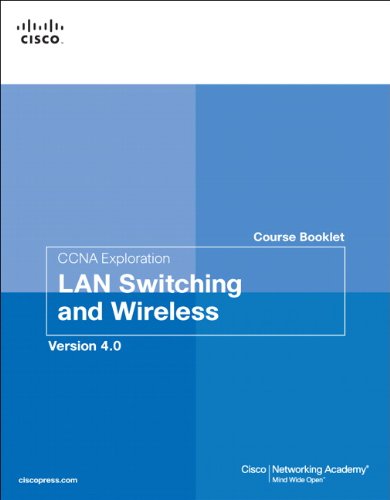 CISCO
Course Booklet
CCNA Exploration
LAN Switching
and Wireless
Version 4.0
ciscopress.com
Cisco Networking Academy®
Mind Wide Open™